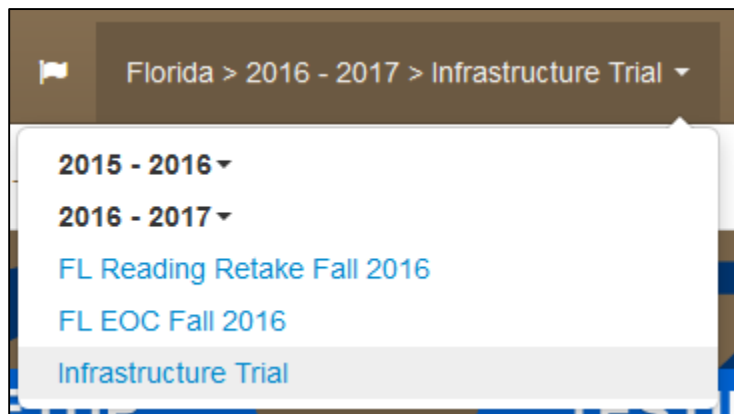 Florida > 2016 - 2017 > Infrastructure Trial
2015 - 2016
2016 - 2017
FL Reading Retake Fall 2016
FL EOC Fall 2016
Infrastructure Trial